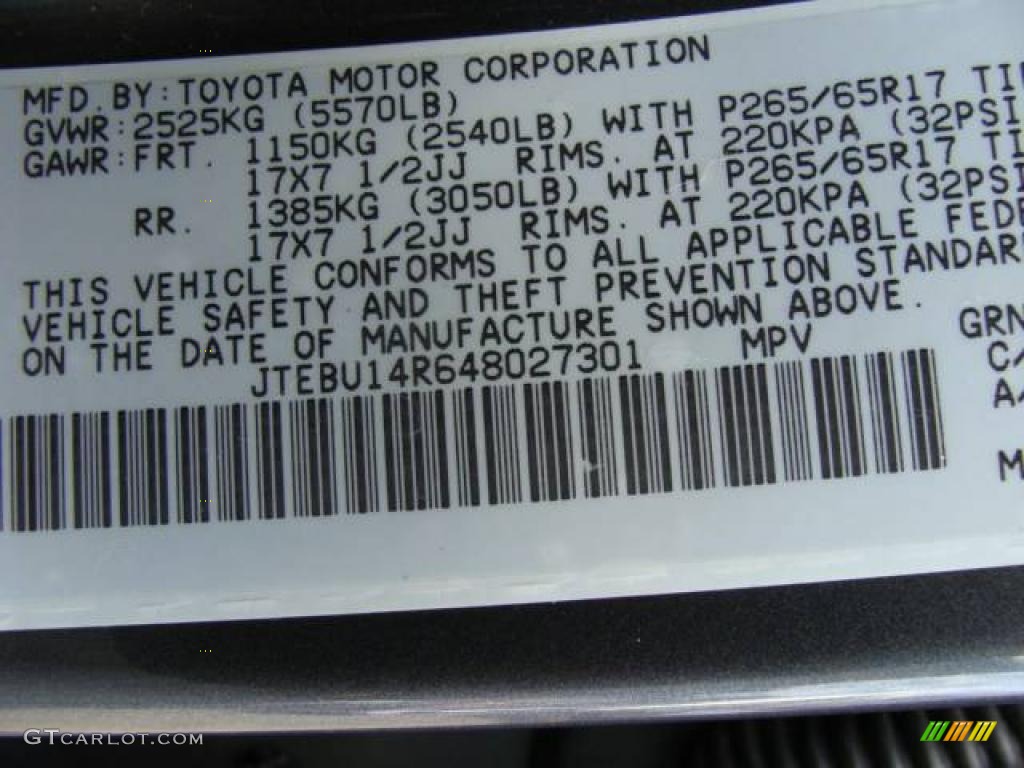 MFD.BY:TOYOTA MOTOR CORPORATION
GVWR:2525KG (5570LB)
GAWR:FRT. 1150KG (2540LB) WITH P265/65R17
17X7 1/2JJ RIMS. AT 220KPA (32PSI
RR. 1385KG (3050LB) WITH P265/65R17
17X7 1/2JJ RIMS. AT 220KPA (32PSI
THIS VEHICLE CONFORMS TO ALL APPLICABLE
VEHICLE SAFETY AND THEFT PREVENTION STANDAR
ON THE DATE OF MANUFACTURE SHOWN ABOVE.
JTEBU14R648027301 MPV GRN
C/
A/
M
GTCARLOT.COM